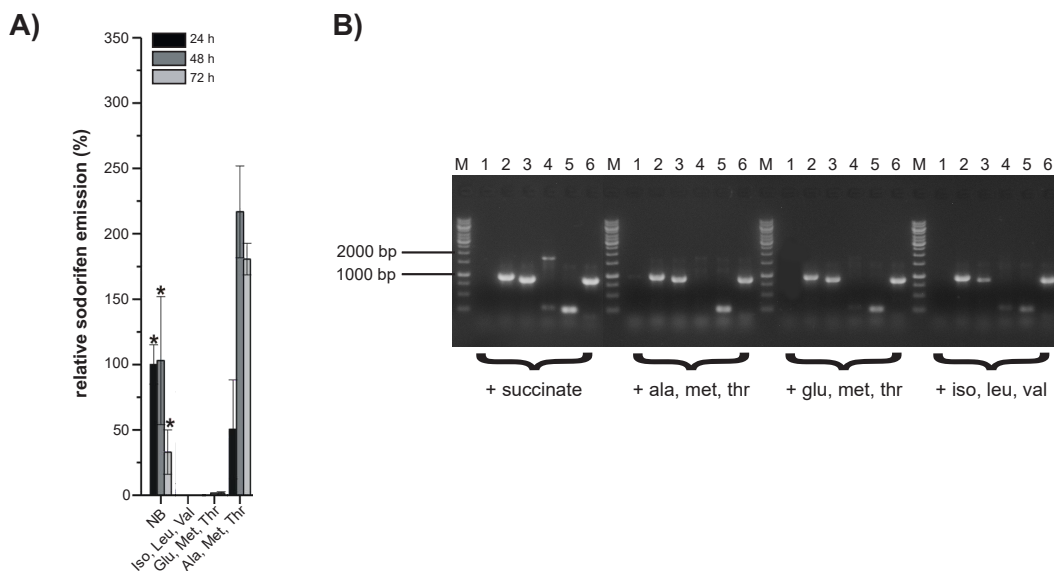 A)
B)
relative sodorifen emission (%)
350
300
250
200
150
100
50
0
24 h
48 h
72 h
*
*
*
NB
Iso, Leu, Val
Glu, Met, Thr
Ala, Met, Thr
M 1 2 3 4 5 6 M 1 2 3 4 5 6 M 1 2 3 4 5 6 M 1 2 3 4 5 6
2000 bp
1000 bp
+ succinate
+ ala, met, thr
+ glu, met, thr
+ iso, leu, val